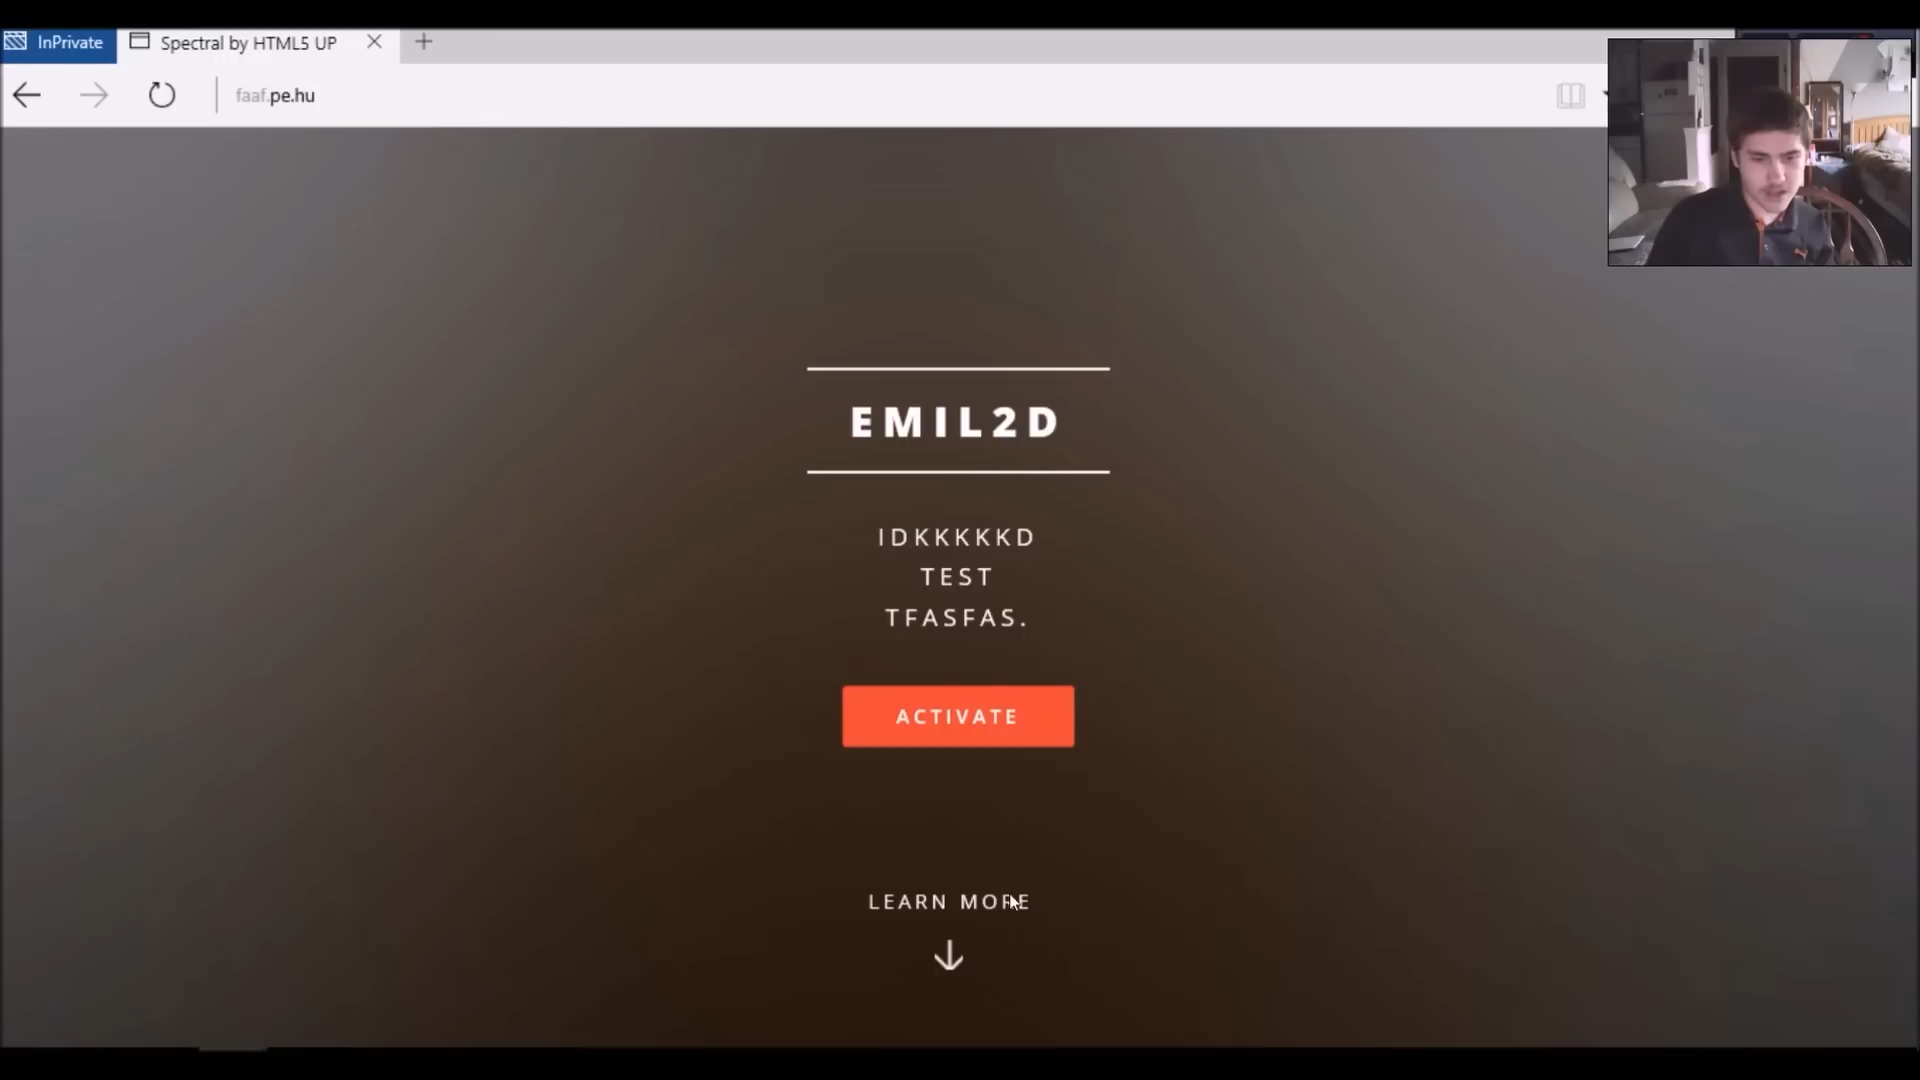 InPrivate
Spectral by HTML5 UP
faaf.pe.hu
EMIL2D
IDKKKKKD
TEST
TFASFAS.
ACTIVATE
LEARN MORE